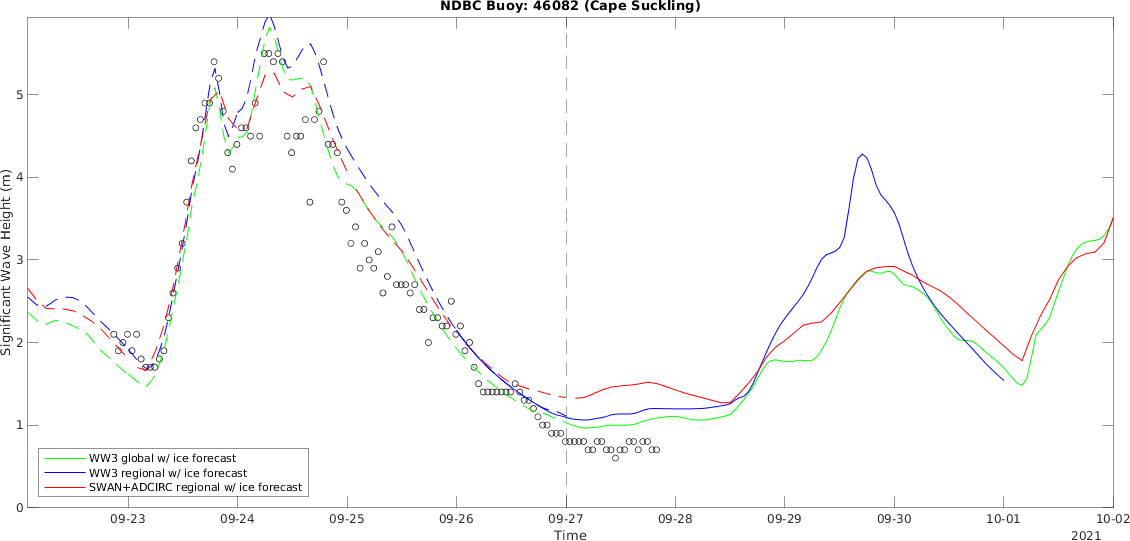 NDBC Buoy: 46082 (Cape Suckling)
Significant Wave Height (m)
5
4
3
2
1
0
WW3 global w/ ice forecast
WW3 regional w/ ice forecast
SWAN+ADCIRC regional w/ ice forecast
09-23 09-24 09-25 09-26 09-27 09-28 09-29 09-30 10-01 10-02
Time
2021